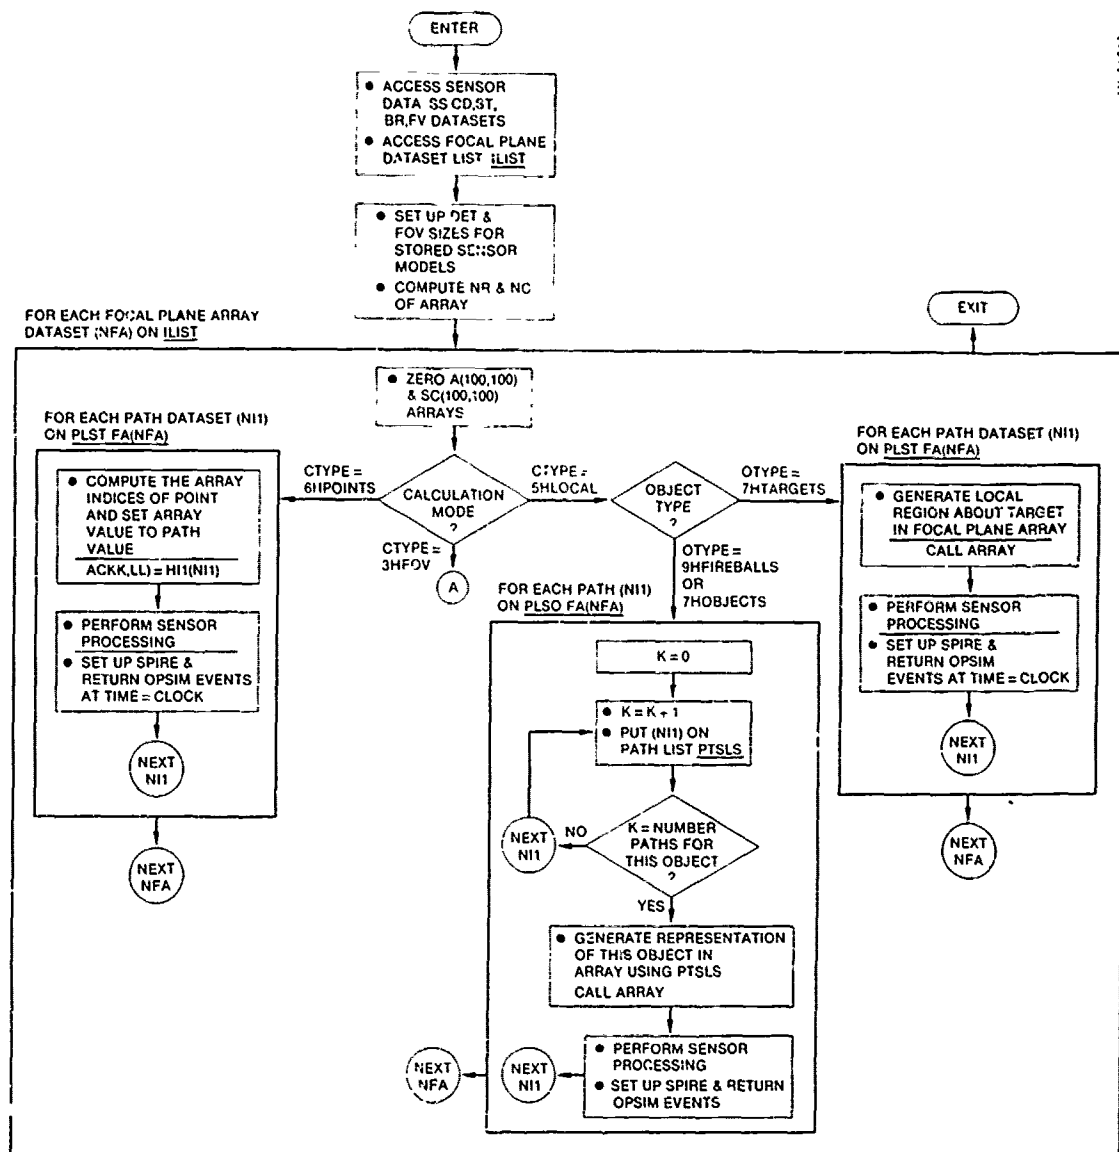 ENTER
● ACCESS SENSOR
DATA SS CD,ST,
BR,FV DATASETS
● ACCESS FOCAL PLANE
DATASET LIST ILIST
● SET UP DET &
FOV SIZES FOR
STORED SENSOR
MODELS
● COMPUTE NR & NC
OF ARRAY
FOR EACH FOCAL PLANE ARRAY
DATASET (NFA) ON ILIST
EXIT
● ZERO A(100,100)
& SC(100,100)
ARRAYS
FOR EACH PATH DATASET (NI1)
ON PLST FA(NFA)
● COMPUTE THE ARRAY
INDICES OF POINT
AND SET ARRAY
VALUE TO PATH
VALUE
ACKK,LL) = HI1(NI1)
● PERFORM SENSOR
PROCESSING
● SET UP SPIRE &
RETURN OPSIM EVENTS
AT TIME = CLOCK
NEXT
NI1
NEXT
NFA
CTYPE =
6HPOINTS
CALCULATION
MODE
?
CTYPE =
5HLOCAL
CTYPE =
3HFOV
A
OBJECT
TYPE
?
OTYPE =
7HTARGETS
OTYPE =
9HFIREBALLS
OR
7HOBJECTS
FOR EACH PATH (NI1)
ON PLSO FA(NFA)
K = 0
● K = K + 1
● PUT (NI1) ON
PATH LIST PTSLS
K = NUMBER
PATHS FOR
THIS OBJECT
?
NO
NEXT
NI1
YES
● GENERATE REPRESENTATION
OF THIS OBJECT IN
ARRAY USING PTSLS
CALL ARRAY
● PERFORM SENSOR
PROCESSING
● SET UP SPIRE & RETURN
OPSIM EVENTS
NEXT
NI1
NEXT
NFA
FOR EACH PATH DATASET (NI1)
ON PLST FA(NFA)
● GENERATE LOCAL
REGION ABOUT TARGET
IN FOCAL PLANE ARRAY
CALL ARRAY
● PERFORM SENSOR
PROCESSING
● SET UP SPIRE &
RETURN OPSIM
EVENTS AT TIME = CLOCK
NEXT
NI1
NEXT
NFA